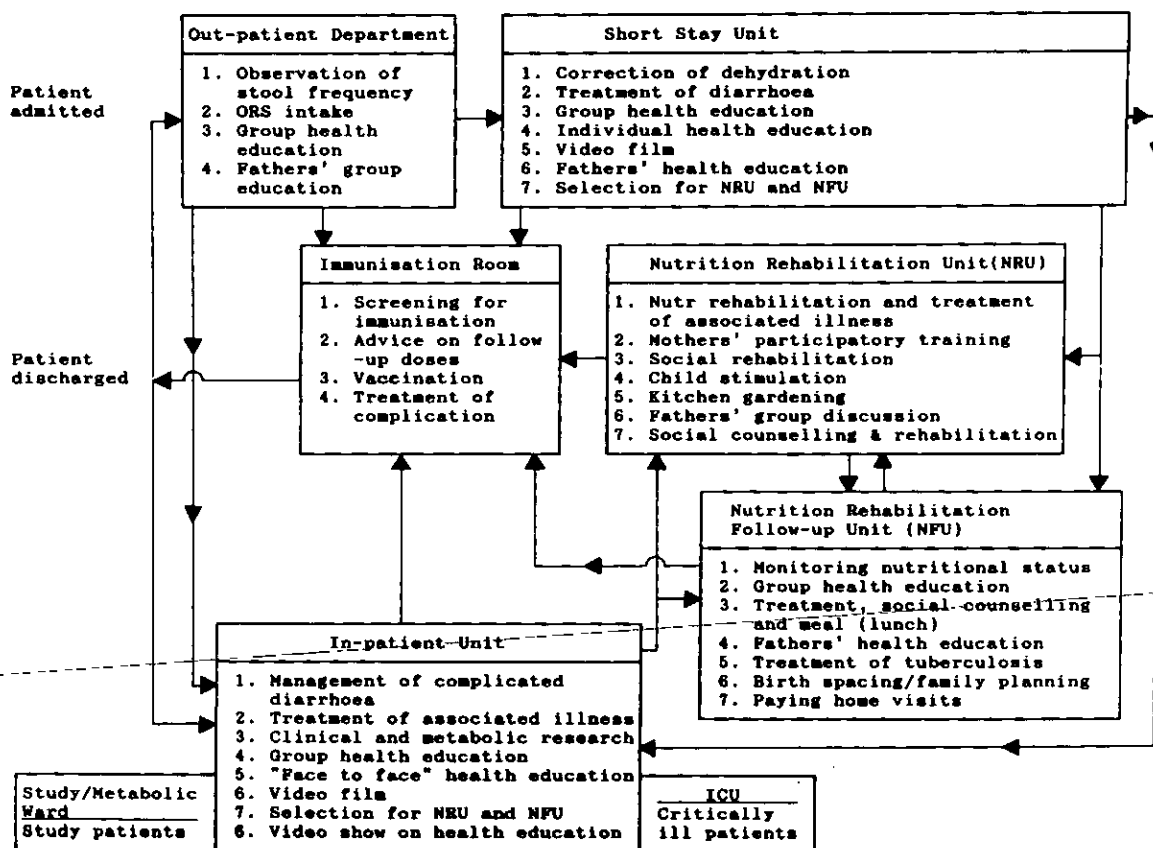 Out-patient Department
1. Observation of
stool frequency
2. ORS intake
3. Group health
education
4. Fathers' group
education
Short Stay Unit
1. Correction of dehydration
2. Treatment of diarrhoea
3. Group health education
4. Individual health education
5. Video film
6. Fathers' health education
7. Selection for NRU and NFU
Patient
admitted
Immunisation Room
1. Screening for
immunisation
2. Advice on follow
-up doses
3. Vaccination
4. Treatment of
complication
Nutrition Rehabilitation Unit(NRU)
1. Nutr rehabilitation and treatment
of associated illness
2. Mothers' participatory training
3. Social rehabilitation
4. Child stimulation
5. Kitchen gardening
6. Fathers' group discussion
7. Social counselling & rehabilitation
Patient
discharged
Nutrition Rehabilitation
Follow-up Unit (NFU)
1. Monitoring nutritional status
2. Group health education
3. Treatment, social counselling
and meal (lunch)
4. Fathers' health education
5. Treatment of tuberculosis
6. Birth spacing/family planning
7. Paying home visits
In-patient Unit
1. Management of complicated
diarrhoea
2. Treatment of associated illness
3. Clinical and metabolic research
4. Group health education
5. "Face to face" health education
6. Video film
7. Selection for NRU and NFU
6. Video show on health education
Study/Metabolic
Ward
Study patients
ICU
Critically
ill patients